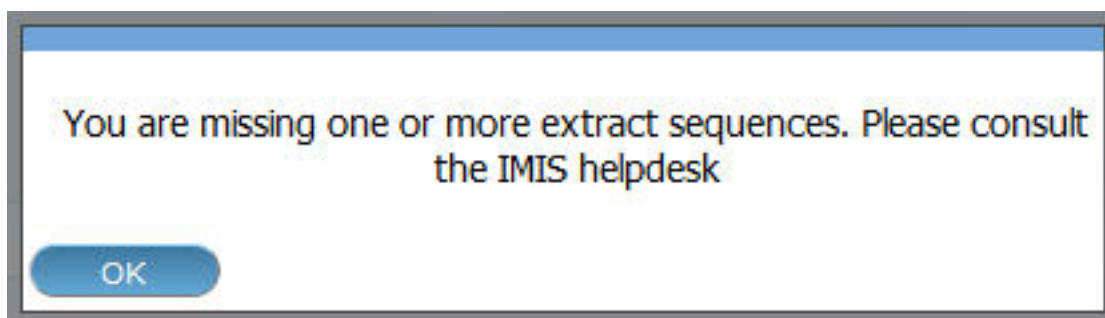 You are missing one or more extract sequences. Please consult
the IMIS helpdesk
OK